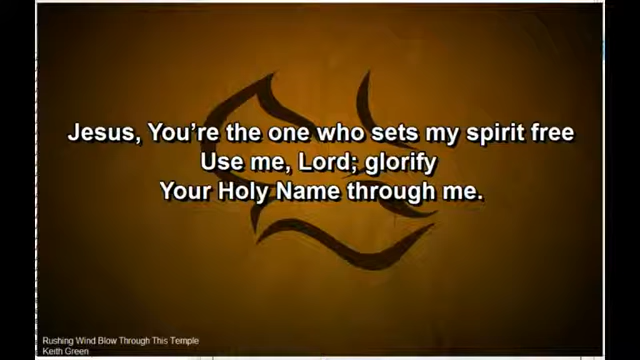 Jesus, You're the one who sets my spirit free
Use me, Lord; glorify
Your Holy Name through me.
Rushing Wind Blow Through This Temple
Keith Green